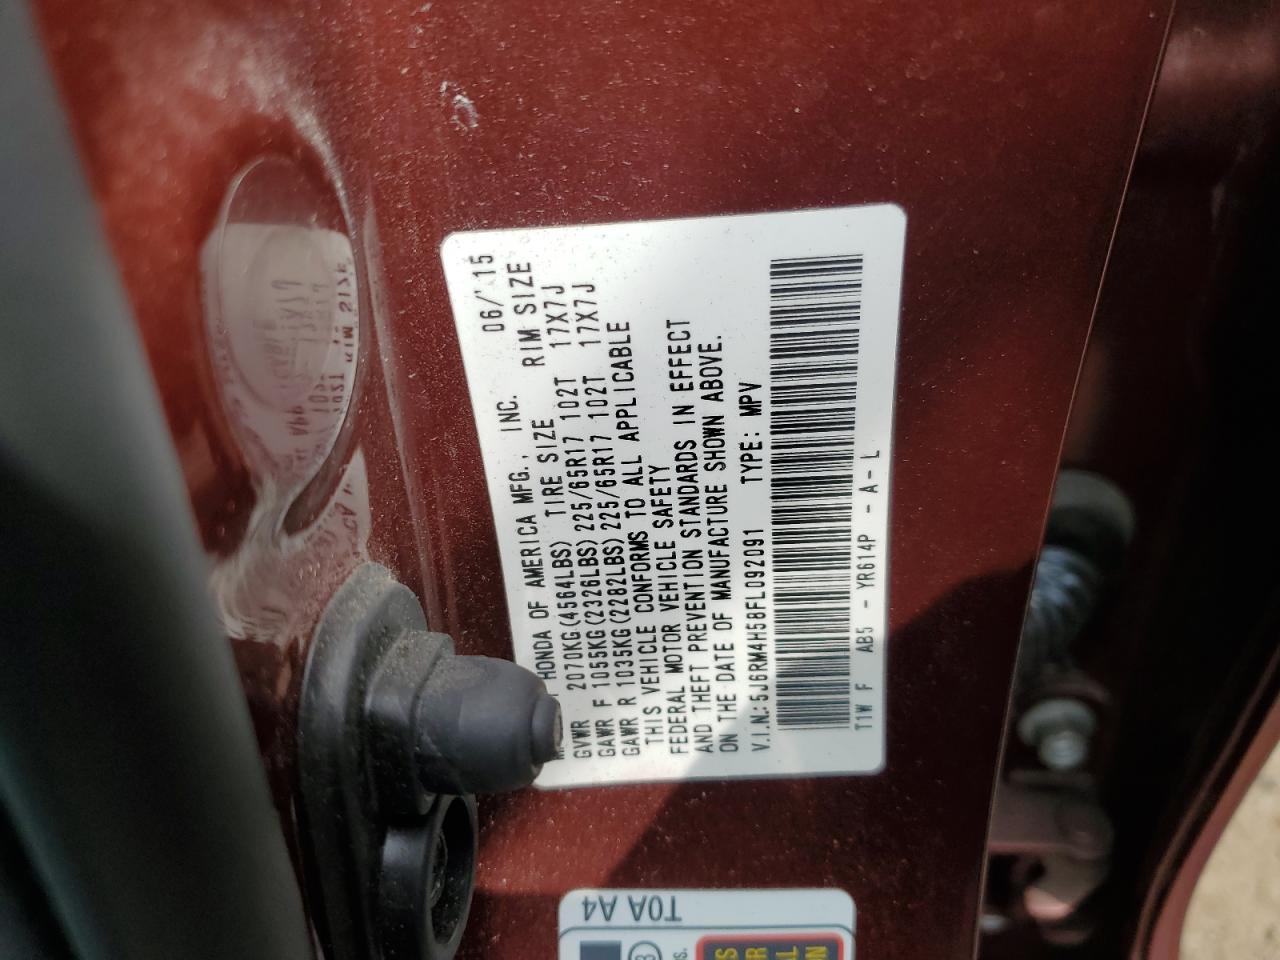 HONDA OF AMERICA MFG., INC. 06/'15
GVWR 2070KG(4564LBS) TIRE SIZE RIM SIZE
GAWR F 1055KG(2326LBS) 225/65R17 102T 17X7J
GAWR R 1035KG(2282LBS) 225/65R17 102T 17X7J
THIS VEHICLE CONFORMS TO ALL APPLICABLE
FEDERAL MOTOR VEHICLE SAFETY
AND THEFT PREVENTION STANDARDS IN EFFECT
ON THE DATE OF MANUFACTURE SHOWN ABOVE.
V.I.N.: 5J6RM4H58FL092091 TYPE: MPV
T1W F AB5 - YR614P - A - L
T0A A4